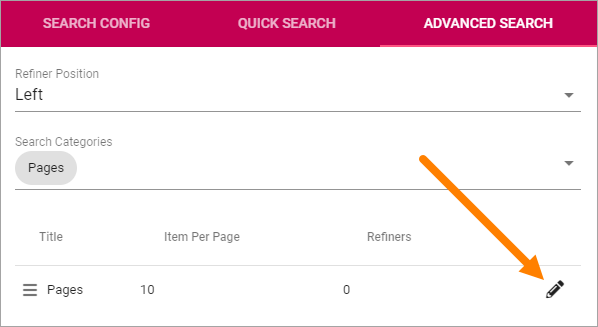 SEARCH CONFIG QUICK SEARCH ADVANCED SEARCH
Refiner Position
Left
Search Categories
Pages
Title Item Per Page Refiners
Pages 10 0